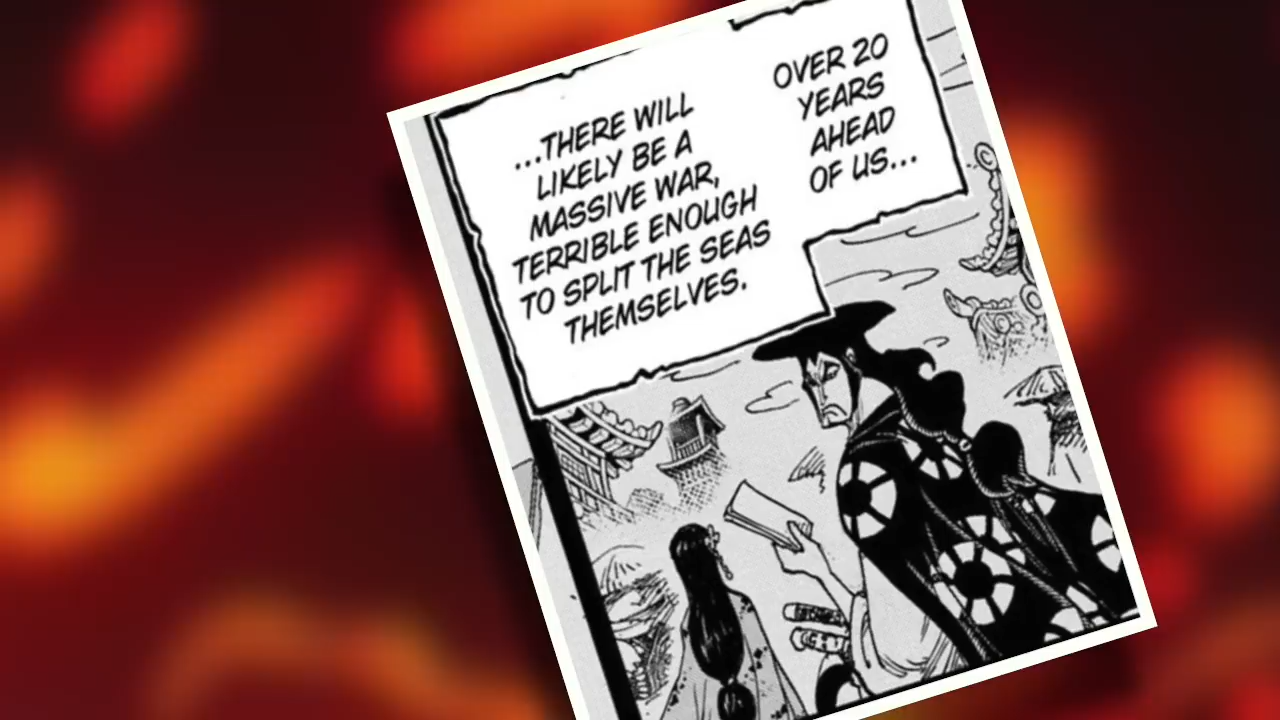 OVER 20
YEARS
AHEAD
OF US...
...THERE WILL
LIKELY BE A
MASSIVE WAR,
TERRIBLE ENOUGH
TO SPLIT THE SEAS
THEMSELVES.